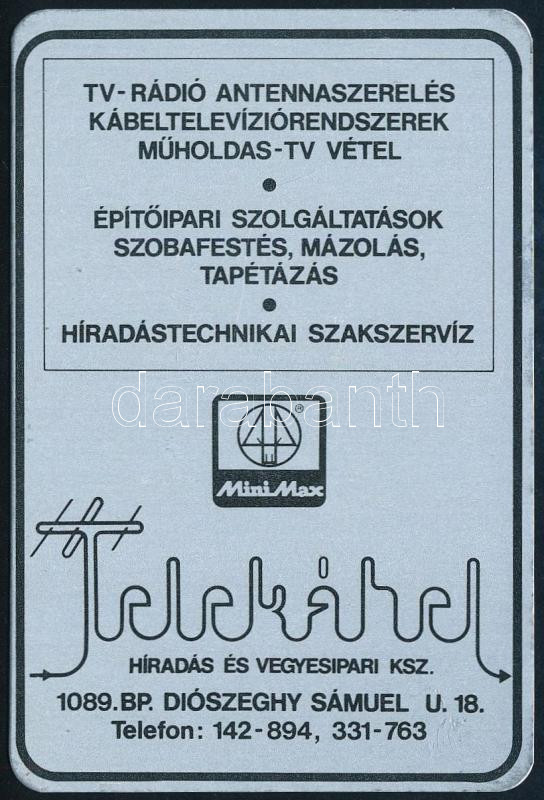 TV-RÁDIÓ ANTENNASZERELÉS
KÁBELTELEVÍZIÓRENDSZEREK
MŰHOLDAS-TV VÉTEL
●
ÉPÍTŐIPARI SZOLGÁLTATÁSOK
SZOBAFESTÉS, MÁZOLÁS,
TAPÉTÁZÁS
●
HÍRADÁSTECHNIKAI SZAKSZERVÍZ
darabanth
®
MiniMax
Telekábel
HÍRADÁS ÉS VEGYESIPARI KSZ.
1089.BP. DIÓSZEGHY SÁMUEL U. 18.
Telefon: 142-894, 331-763